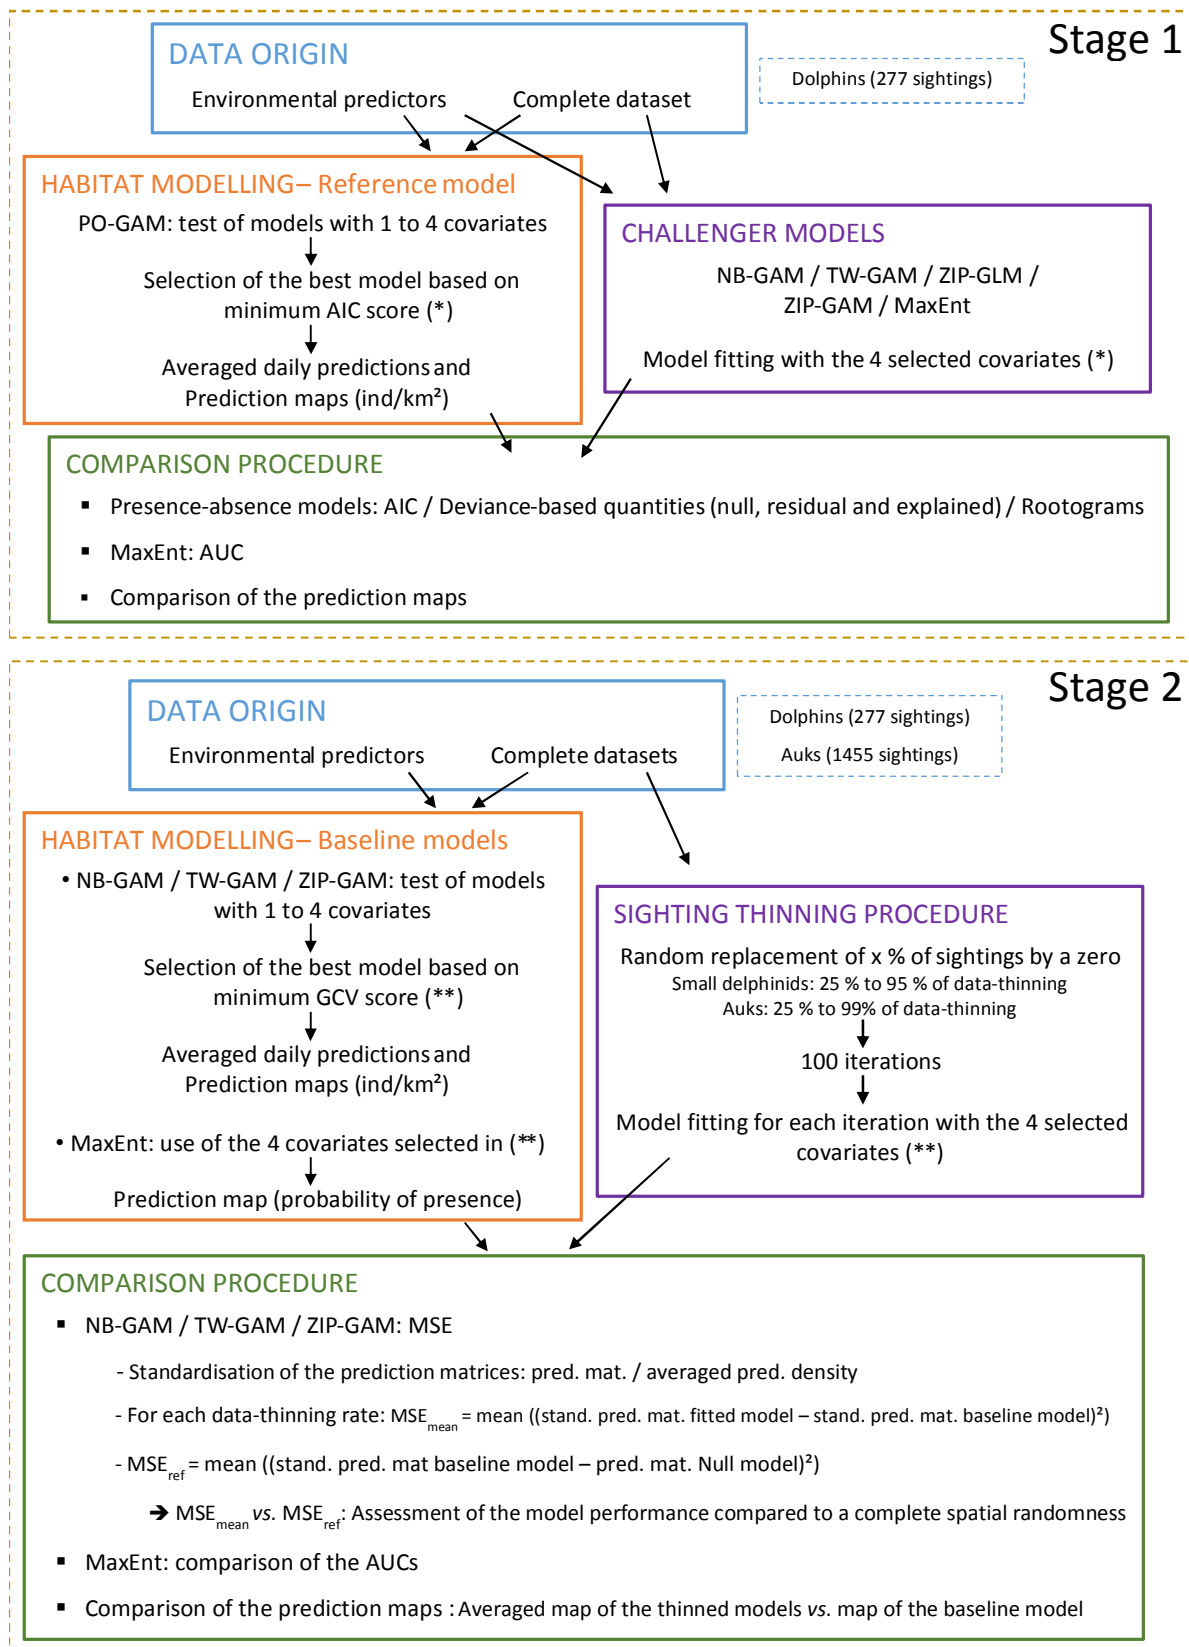 Stage 1
DATA ORIGIN
Environmental predictors
Complete dataset
Dolphins (277 sightings)
HABITAT MODELLING– Reference model
PO-GAM: test of models with 1 to 4 covariates
Selection of the best model based on
minimum AIC score (*)
Averaged daily predictions and
Prediction maps (ind/km²)
CHALLENGER MODELS
NB-GAM / TW-GAM / ZIP-GLM /
ZIP-GAM / MaxEnt
Model fitting with the 4 selected covariates (*)
COMPARISON PROCEDURE
▪ Presence-absence models: AIC / Deviance-based quantities (null, residual and explained) / Rootograms
▪ MaxEnt: AUC
▪ Comparison of the prediction maps
Stage 2
DATA ORIGIN
Environmental predictors
Complete datasets
Dolphins (277 sightings)
Auks (1455 sightings)
HABITAT MODELLING– Baseline models
• NB-GAM / TW-GAM / ZIP-GAM: test of models
with 1 to 4 covariates
Selection of the best model based on
minimum GCV score (**)
Averaged daily predictions and
Prediction maps (ind/km²)
• MaxEnt: use of the 4 covariates selected in (**)
Prediction map (probability of presence)
SIGHTING THINNING PROCEDURE
Random replacement of x % of sightings by a zero
Small delphinids: 25 % to 95 % of data-thinning
Auks: 25 % to 99% of data-thinning
100 iterations
Model fitting for each iteration with the 4 selected
covariates (**)
COMPARISON PROCEDURE
▪ NB-GAM / TW-GAM / ZIP-GAM: MSE
- Standardisation of the prediction matrices: pred. mat. / averaged pred. density
- For each data-thinning rate: MSE_mean = mean ((stand. pred. mat. fitted model – stand. pred. mat. baseline model)²)
- MSE_ref = mean ((stand. pred. mat baseline model – pred. mat. Null model)²)
➔ MSE_mean vs. MSE_ref: Assessment of the model performance compared to a complete spatial randomness
▪ MaxEnt: comparison of the AUCs
▪ Comparison of the prediction maps : Averaged map of the thinned models vs. map of the baseline model